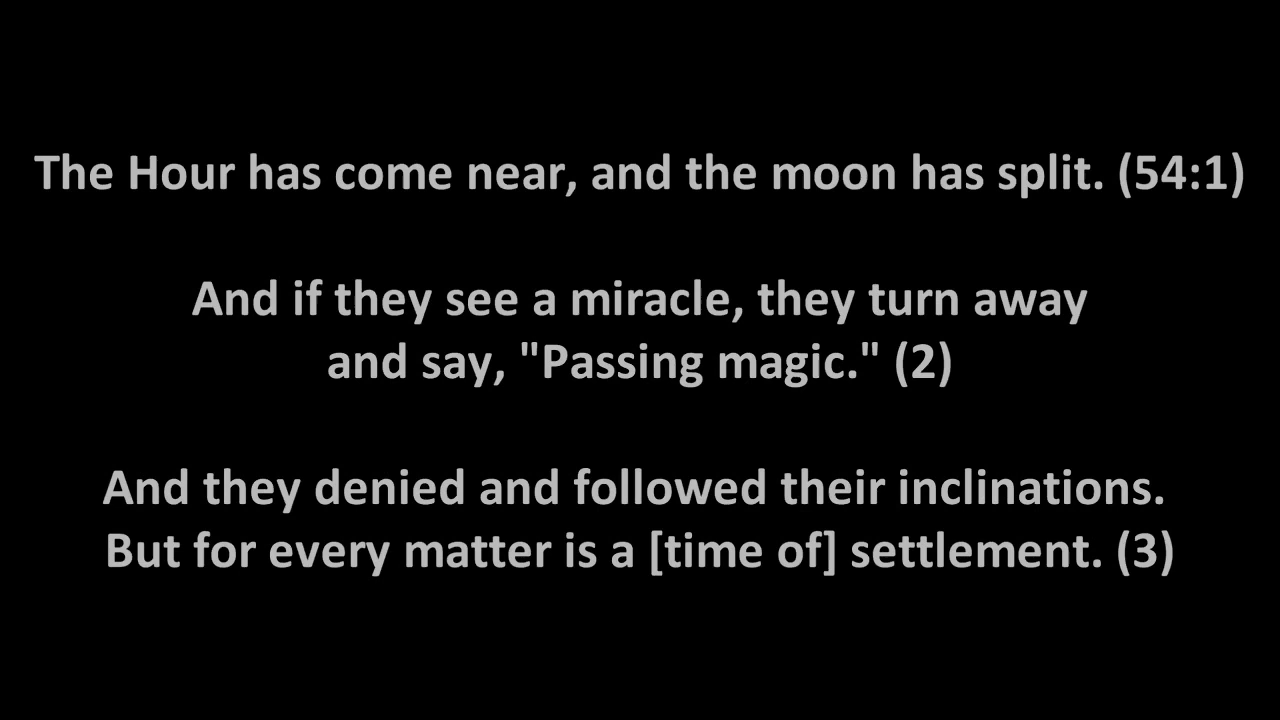 The Hour has come near, and the moon has split. (54:1)
And if they see a miracle, they turn away
and say, "Passing magic." (2)
And they denied and followed their inclinations.
But for every matter is a [time of] settlement. (3)